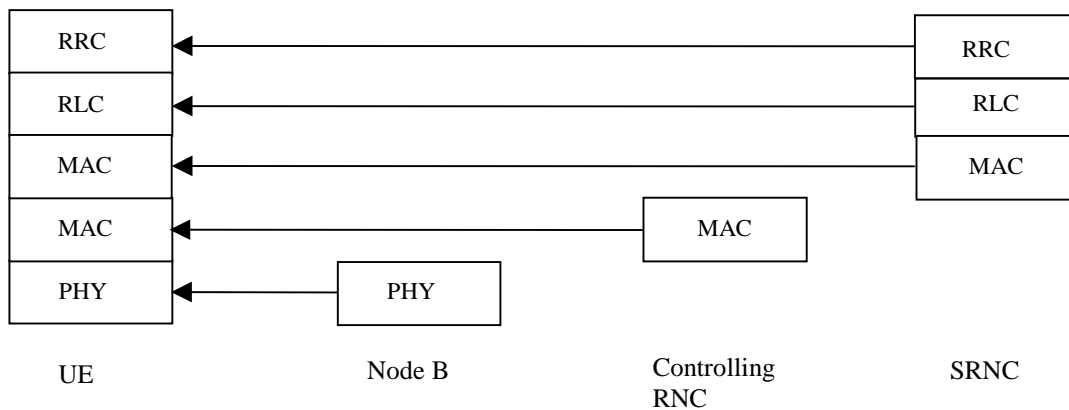 RRC
RRC
RLC
RLC
MAC
MAC
MAC
MAC
PHY
PHY
UE
Node B
Controlling
RNC
SRNC